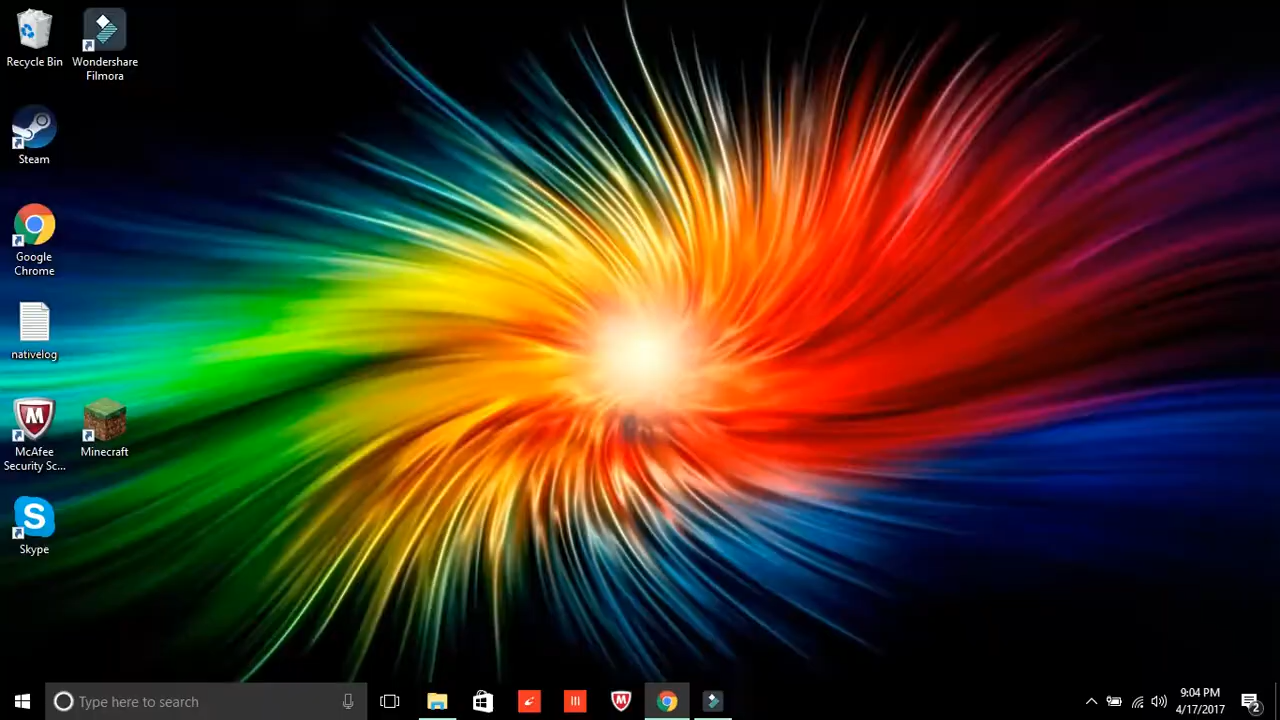 Recycle Bin
Wondershare
Filmora
Steam
Google
Chrome
nativelog
McAfee
Security Sc...
Minecraft
Skype
Type here to search
9:04 PM
4/17/2017
2